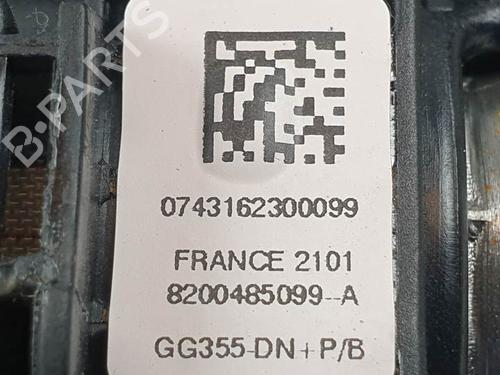 B-PARTS
0743162300099
FRANCE 2101
8200485099--A
GG355-DN+P/B